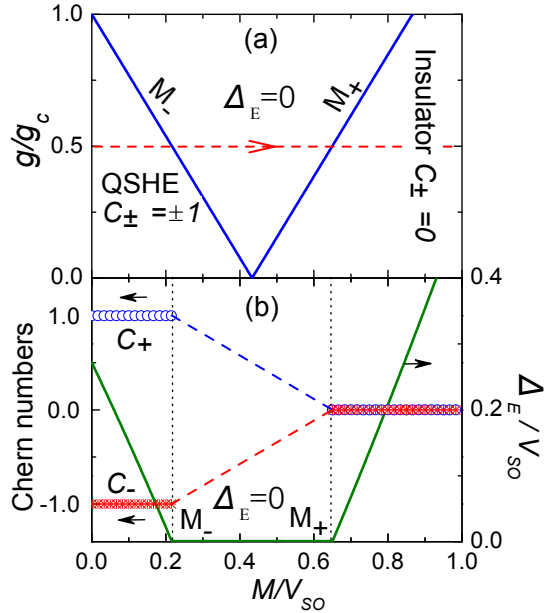 1.0
(a)
M_-
Δ_E=0
M_+
g/g_c
0.5
QSHE
C_± =±1
Insulator C_± =0
0.0
0.4
(b)
1.0
C_+
Chern numbers
0.0
0.2
Δ_E/V_SO
C_-
-1.0
Δ_E=0
M_-
M_+
0.0
0.0 0.2 0.4 0.6 0.8 1.0
M/V_SO